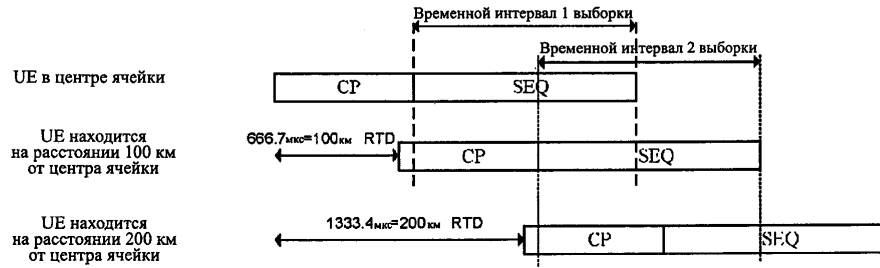 Временной интервал 1 выборки
Временной интервал 2 выборки
UE в центре ячейки
CP
SEQ
UE находится
на расстоянии 100 км
от центра ячейки
666.7мкс=100км RTD
CP
SEQ
UE находится
на расстоянии 200 км
от центра ячейки
1333.4мкс=200км RTD
CP
SEQ